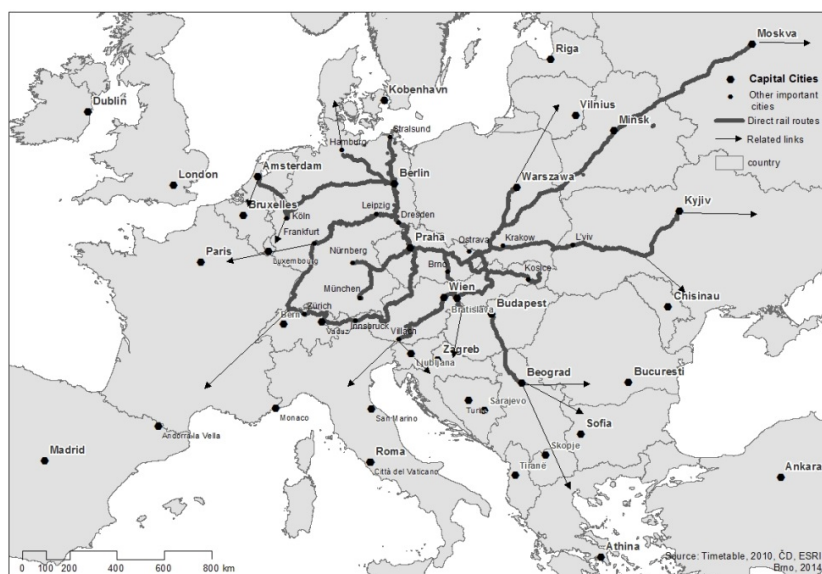 Moskva
Riga
Kobenhavn
Dublin
Vilnius
Stralsund
Minsk
Hamburg
Amsterdam
Berlin
London
Warszawa
Bruxelles
Köln
Leipzig
Dresden
Kyjiv
Frankfurt
Praha
Ostrava
Krakow
L'viv
Paris
Luxembourg
Nürnberg
Brno
Košice
München
Wien
Bratislava
Budapest
Chisinau
Zürich
Bern
Vaduz
Innsbruck
Villach
Zagreb
Ljubljana
Beograd
Bucuresti
Sarajevo
Monaco
San Marino
Sofia
Andorra la Vella
Skopje
Madrid
Roma
Città del Vaticano
Tiranë
Ankara
Athina
Capital Cities
Other important
cities
Direct rail routes
Related links
country
0 100 200 400 600 800 km
Source: Timetable, 2010, ČD, ESRI
Brno, 2014